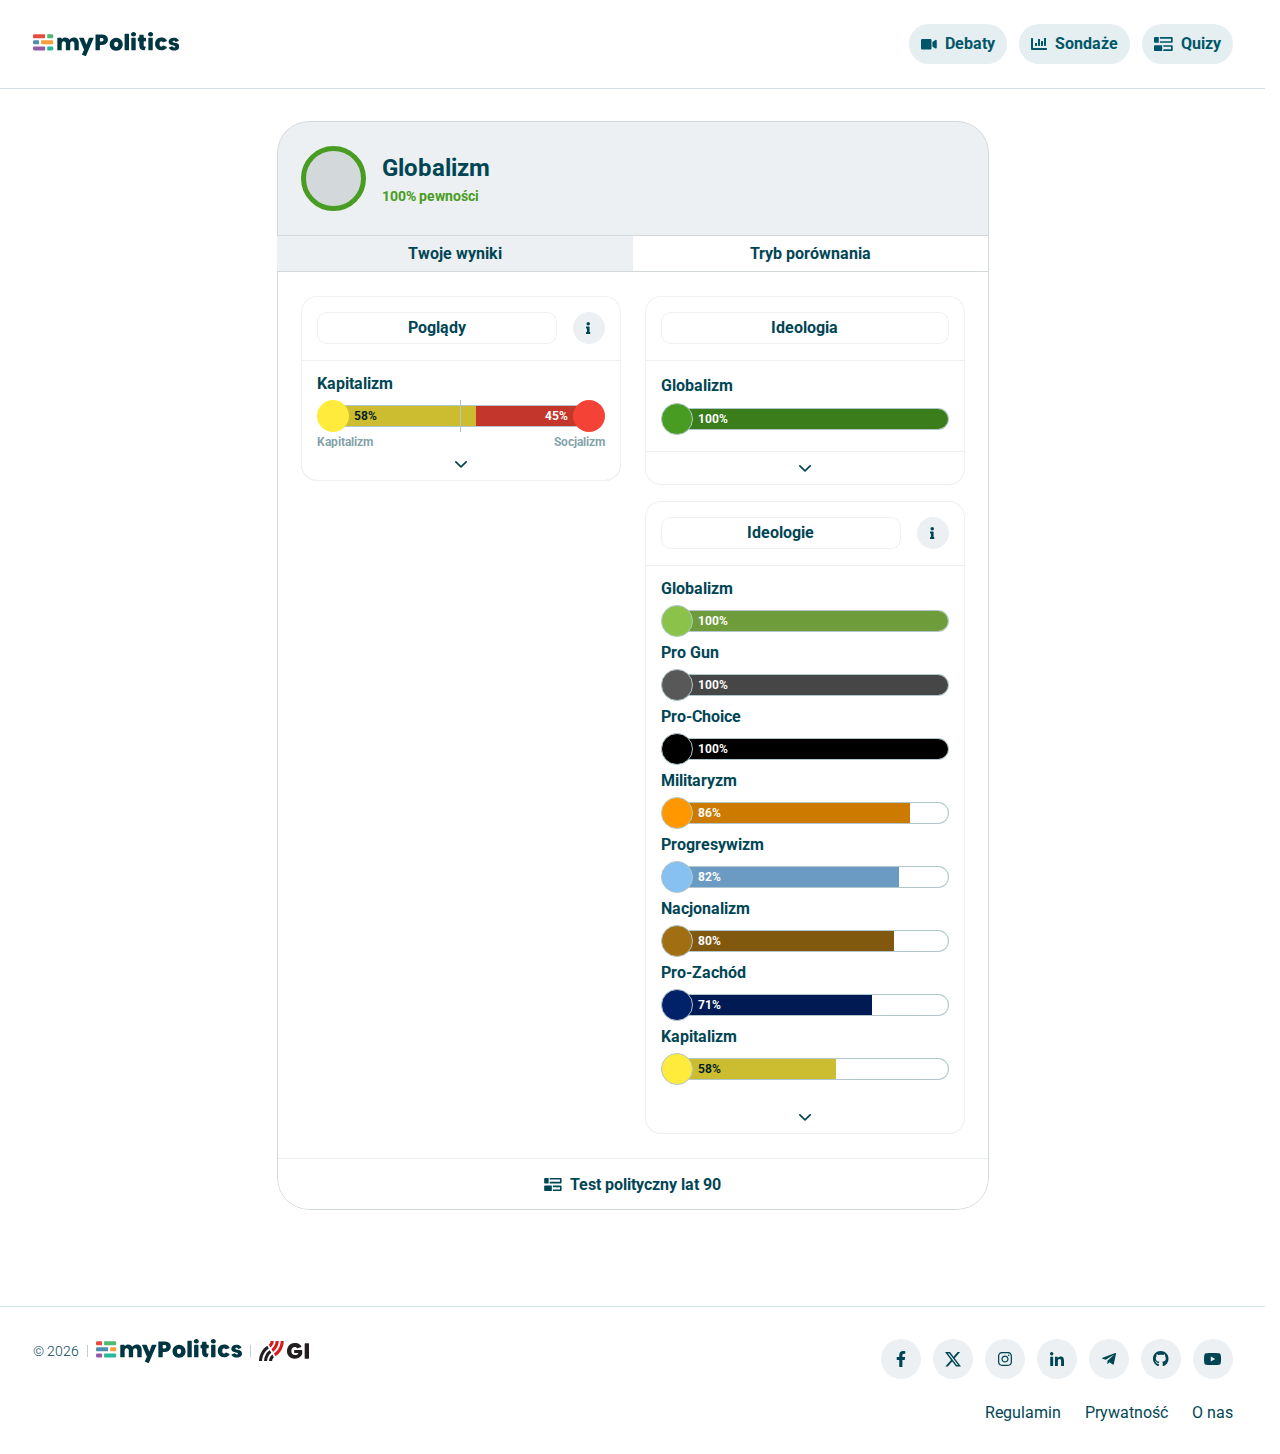 myPolitics
Debaty
Sondaże
Quizy
Globalizm
100% pewności
Twoje wyniki
Tryb porównania
Poglądy
Kapitalizm
58%
45%
Kapitalizm
Socjalizm
Ideologia
Globalizm
100%
Ideologie
Globalizm
100%
Pro Gun
100%
Pro-Choice
100%
Militaryzm
86%
Progresywizm
82%
Nacjonalizm
80%
Pro-Zachód
71%
Kapitalizm
58%
Test polityczny lat 90
© 2026
myPolitics
GI
Regulamin
Prywatność
O nas